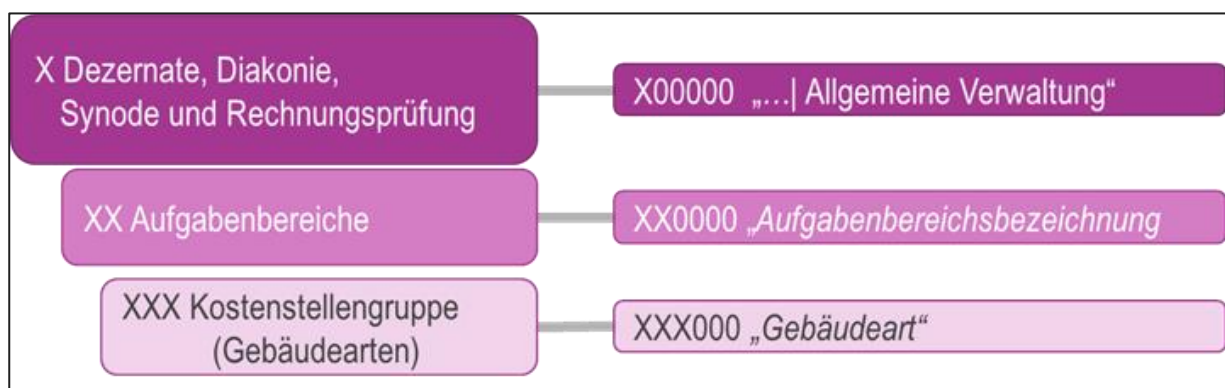 X Dezernate, Diakonie,
Synode und Rechnungsprüfung
X00000 „...| Allgemeine Verwaltung“
XX Aufgabenbereiche
XX0000 „Aufgabenbereichsbezeichnung
XXX Kostenstellengruppe
(Gebäudearten)
XXX000 „Gebäudeart“